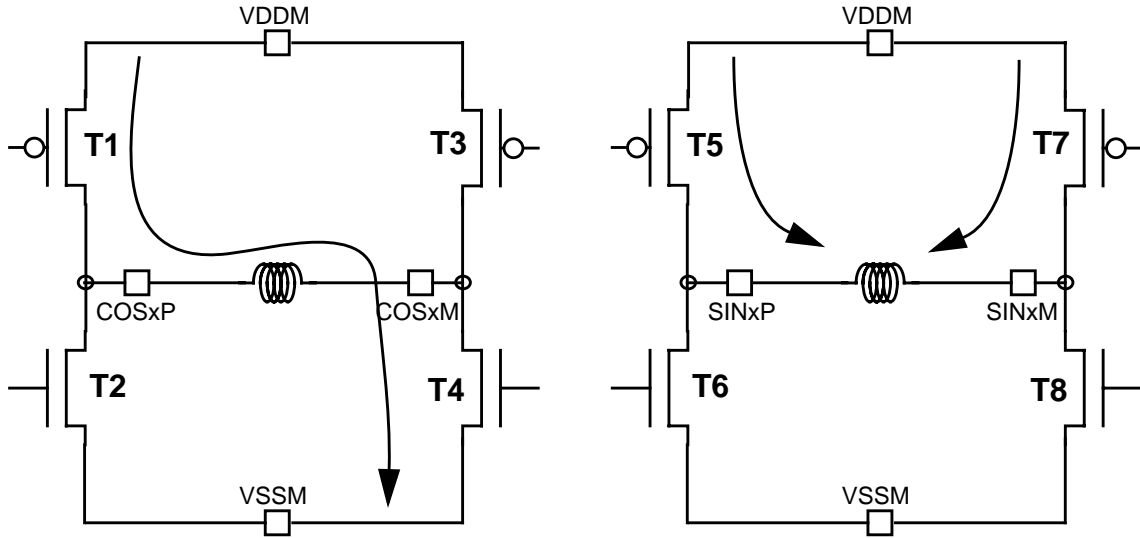 VDDM VDDM
T1 T3 T5 T7
COSxP COSxM SINxP SINxM
T2 T4 T6 T8
VSSM VSSM